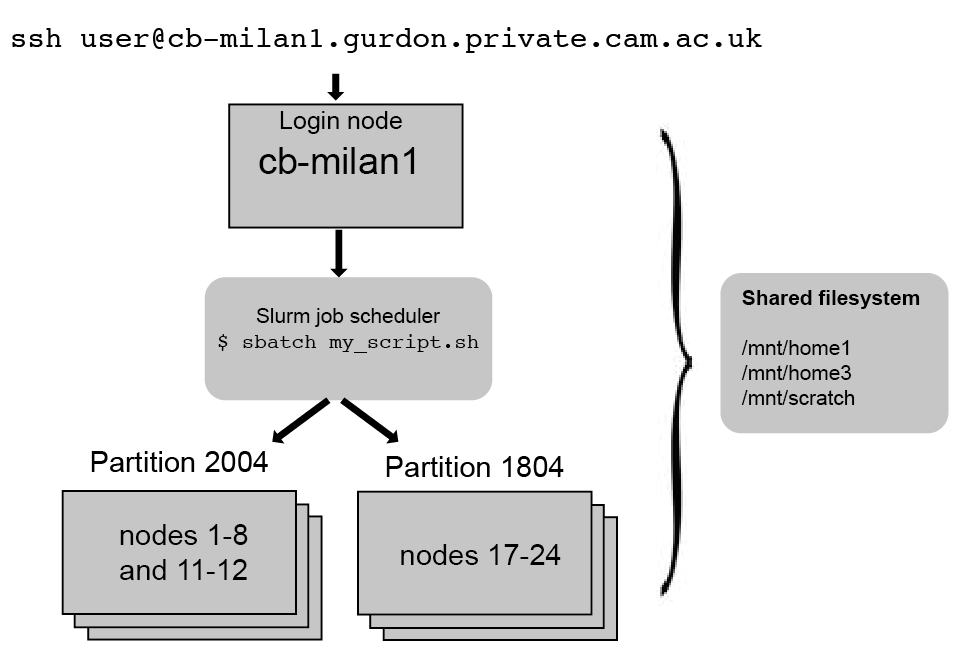 ssh user@cb-milan1.gurdon.private.cam.ac.uk
Login node
cb-milan1
Slurm job scheduler
$ sbatch my_script.sh
Partition 2004
nodes 1-8
and 11-12
Partition 1804
nodes 17-24
Shared filesystem
/mnt/home1
/mnt/home3
/mnt/scratch